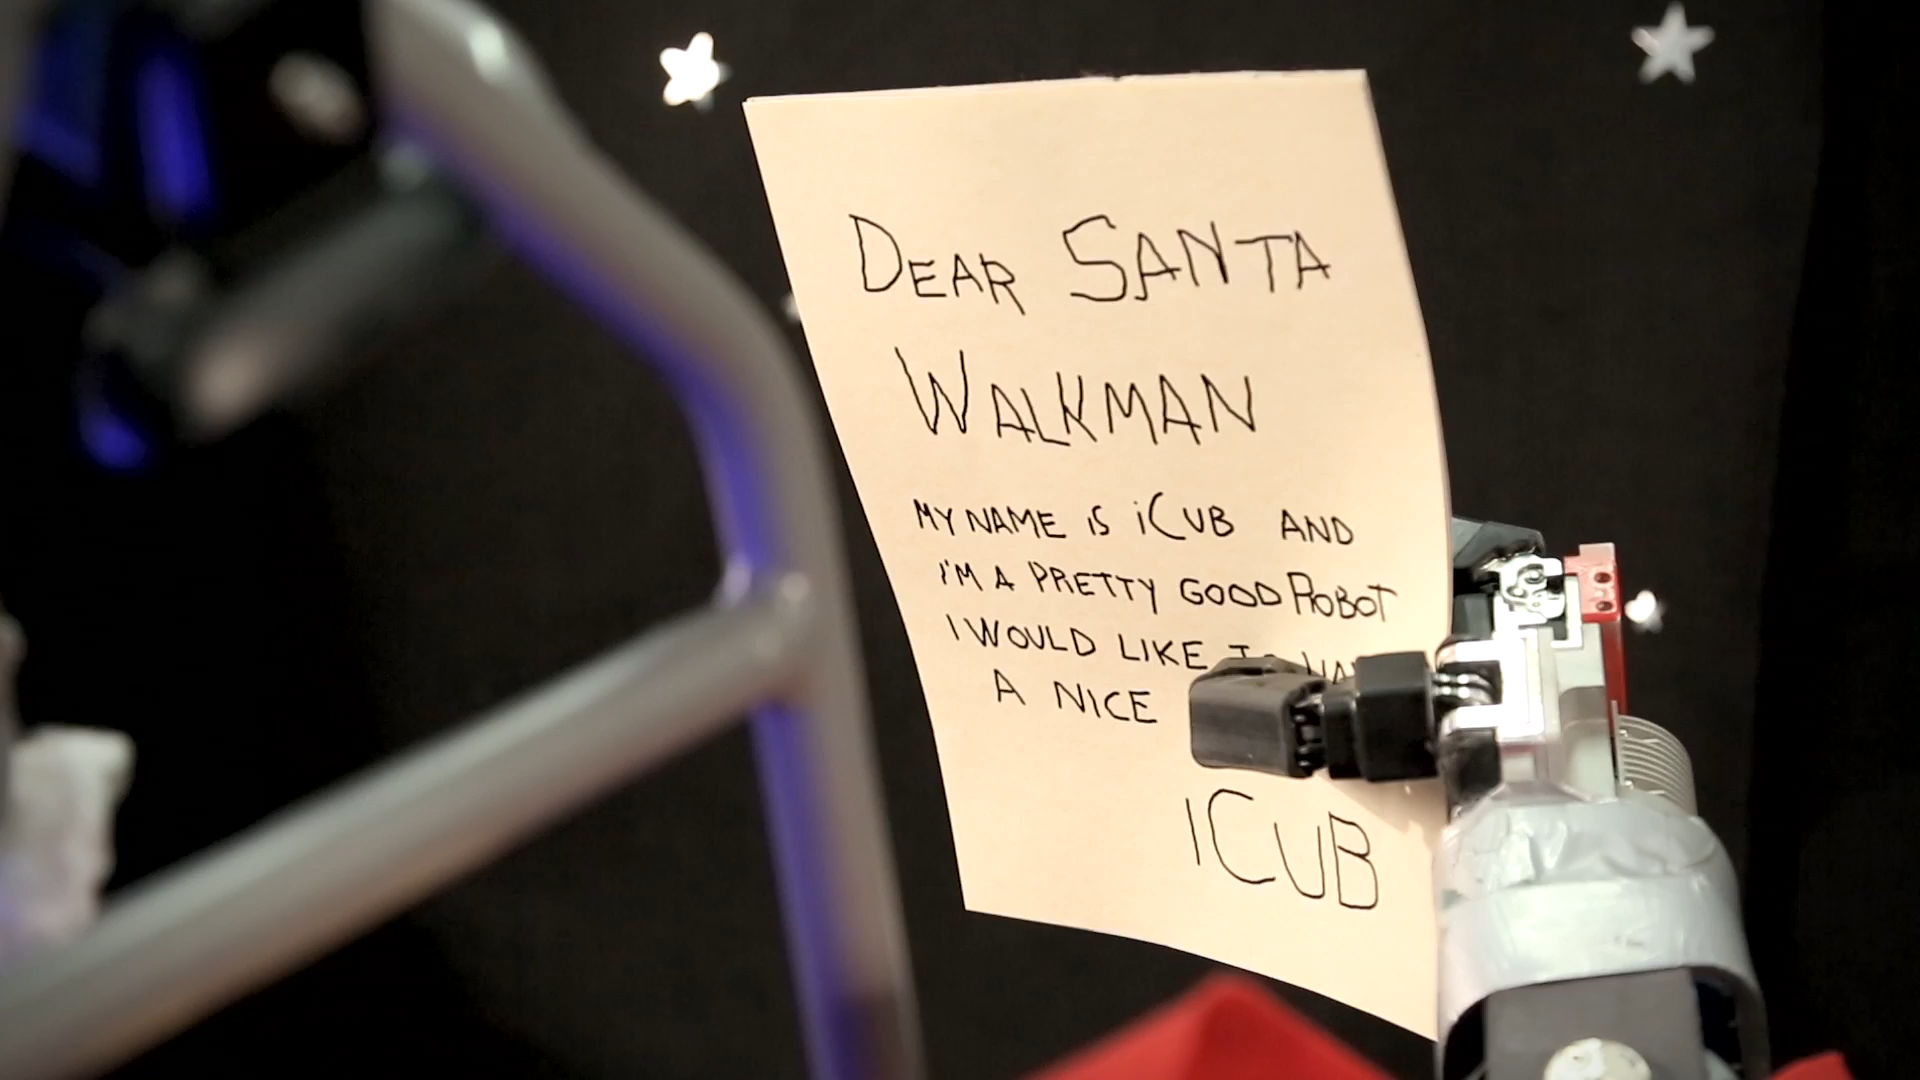 DEAR SANTA
WALKMAN
MY NAME IS iCUB AND
I'M A PRETTY GOOD ROBOT
I WOULD LIKE
A NICE
iCUB